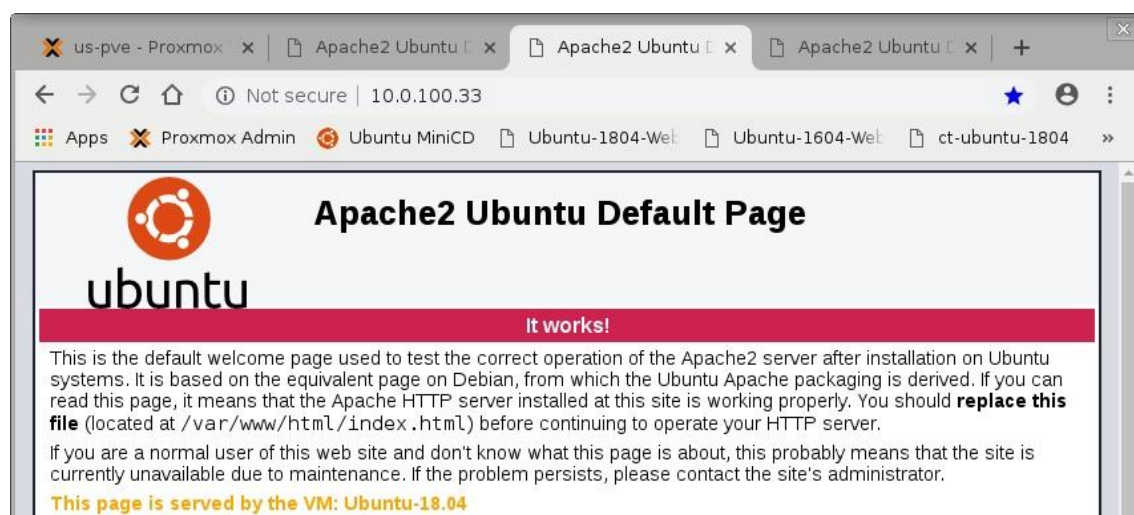 us-pve - Proxmox
Apache2 Ubuntu D
Apache2 Ubuntu D
Apache2 Ubuntu D
Not secure | 10.0.100.33
Apps
Proxmox Admin
Ubuntu MiniCD
Ubuntu-1804-Web
Ubuntu-1604-Web
ct-ubuntu-1804
»
ubuntu
Apache2 Ubuntu Default Page
It works!
This is the default welcome page used to test the correct operation of the Apache2 server after installation on Ubuntu
systems. It is based on the equivalent page on Debian, from which the Ubuntu Apache packaging is derived. If you can
read this page, it means that the Apache HTTP server installed at this site is working properly. You should replace this
file (located at /var/www/html/index.html) before continuing to operate your HTTP server.
If you are a normal user of this web site and don't know what this page is about, this probably means that the site is
currently unavailable due to maintenance. If the problem persists, please contact the site's administrator.
This page is served by the VM: Ubuntu-18.04